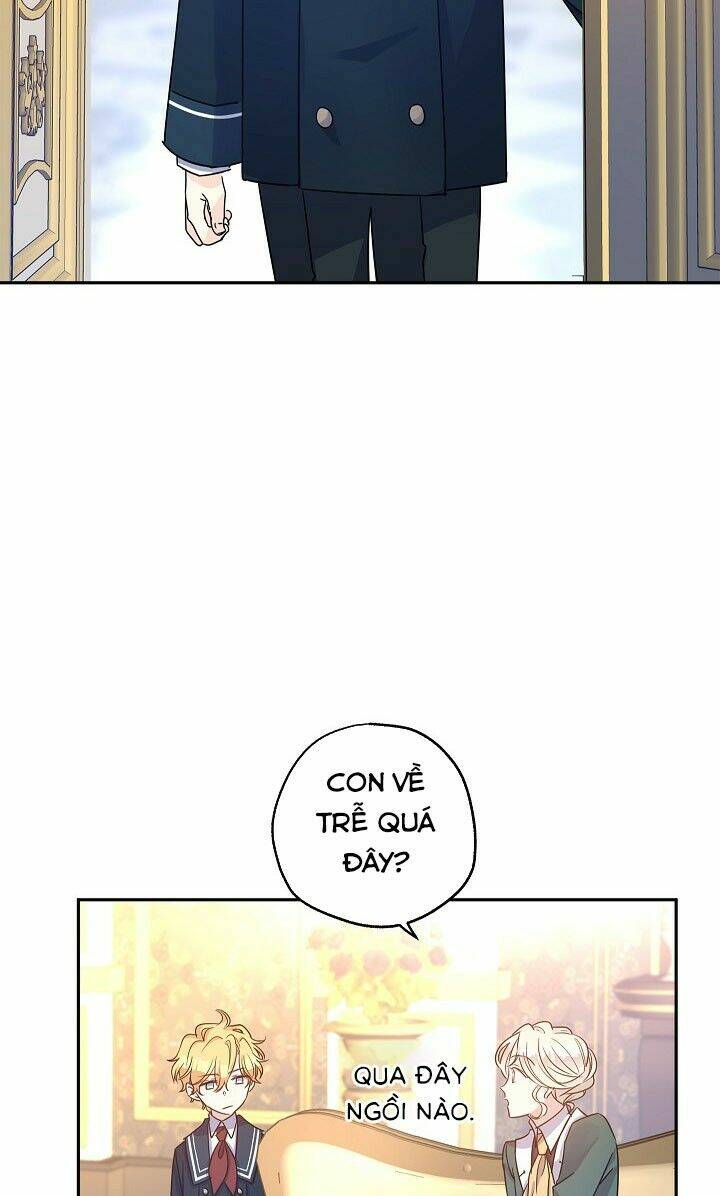 CON VỀ
TRỄ QUÁ
ĐÂY?
QUA ĐÂY
NGỒI NÀO.